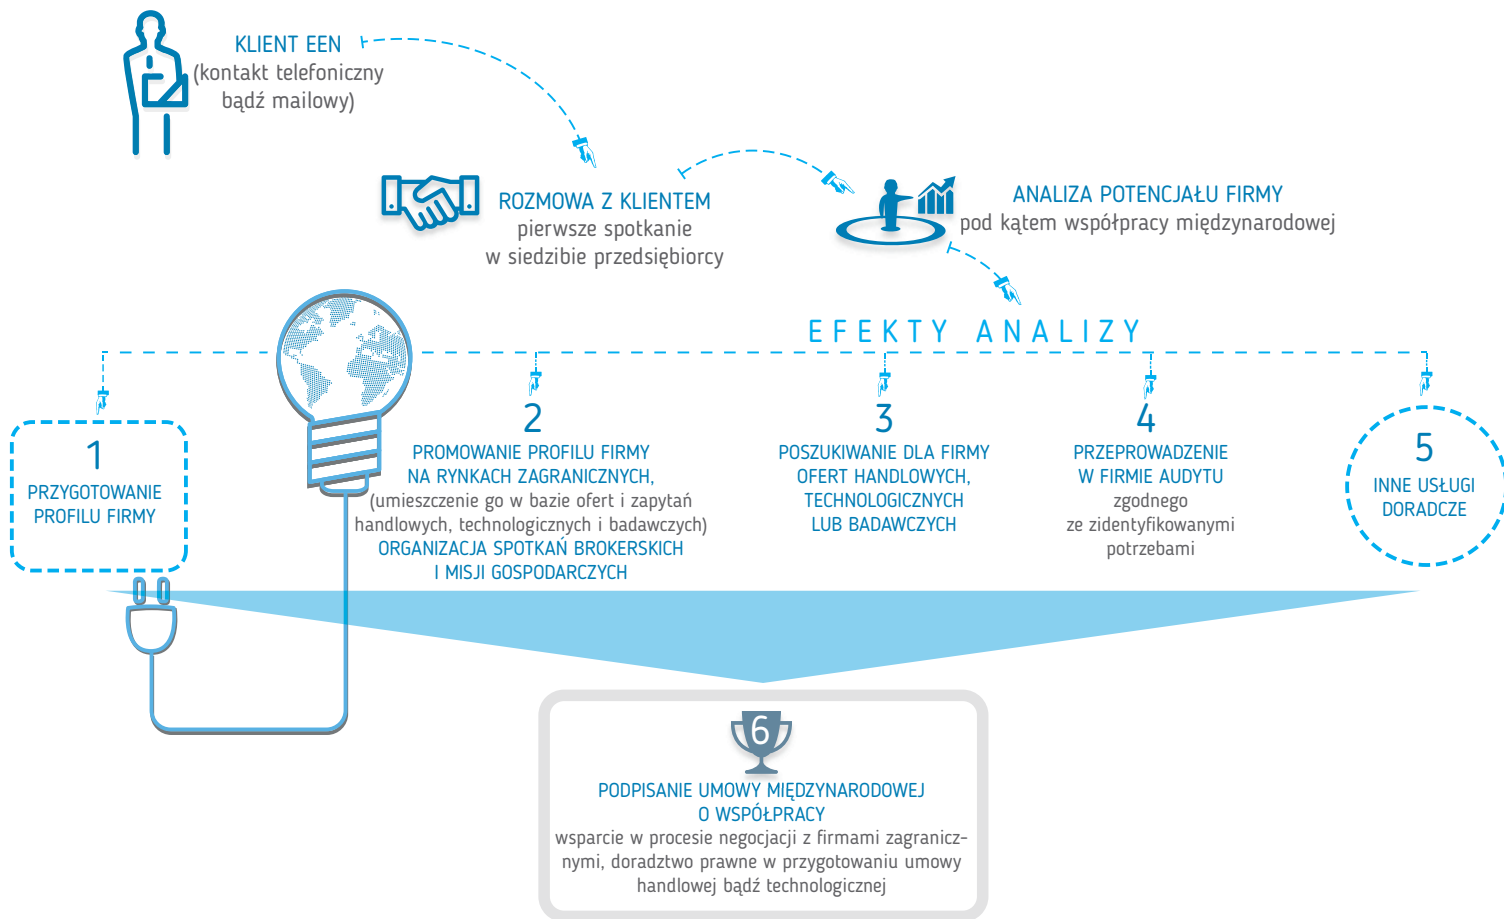 KLIENT EEN
(kontakt telefoniczny
bądź mailowy)
ROZMOWA Z KLIENTEM
pierwsze spotkanie
w siedzibie przedsiębiorcy
ANALIZA POTENCJAŁU FIRMY
pod kątem współpracy międzynarodowej
EFEKTY ANALIZY
1
PRZYGOTOWANIE
PROFILU FIRMY
2
PROMOWANIE PROFILU FIRMY
NA RYNKACH ZAGRANICZNYCH,
(umieszczenie go w bazie ofert i zapytań
handlowych, technologicznych i badawczych)
ORGANIZACJA SPOTKAŃ BROKERSKICH
I MISJI GOSPODARCZYCH
3
POSZUKIWANIE DLA FIRMY
OFERT HANDLOWYCH,
TECHNOLOGICZNYCH
LUB BADAWCZYCH
4
PRZEPROWADZENIE
W FIRMIE AUDYTU
zgodnego
ze zidentyfikowanymi
potrzebami
5
INNE USŁUGI
DORADCZE
6
PODPISANIE UMOWY MIĘDZYNARODOWEJ
O WSPÓŁPRACY
wsparcie w procesie negocjacji z firmami zagranicz-
nymi, doradztwo prawne w przygotowaniu umowy
handlowej bądź technologicznej